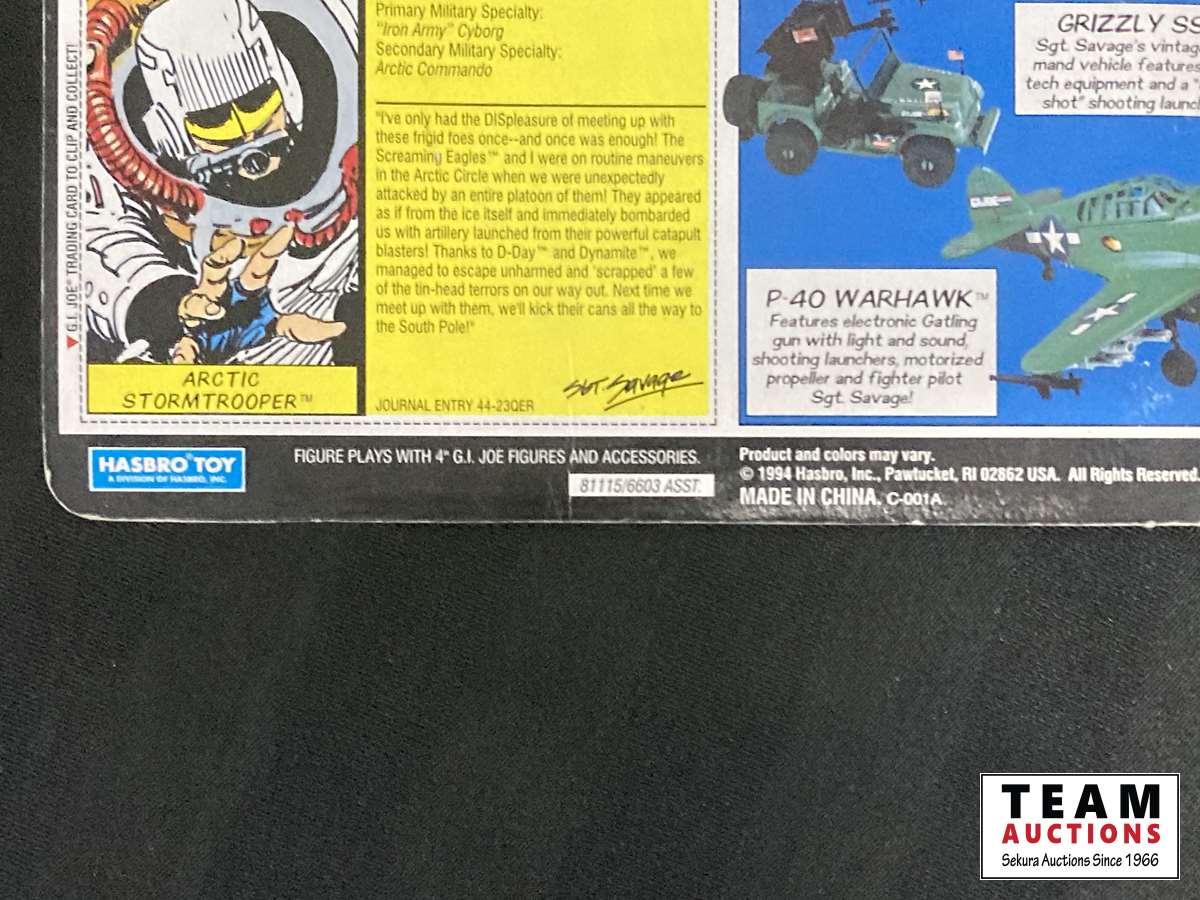 Primary Military Specialty:
"Iron Army" Cyborg
Secondary Military Specialty:
Arctic Commando
"I've only had the DISpleasure of meeting up with
these frigid foes once--and once was enough! The
Screaming Eagles™ and I were on routine maneuvers
in the Arctic Circle when we were unexpectedly
attacked by an entire platoon of them! They appeared
as if from the ice itself and immediately bombarded
us with artillery launched from their powerful catapult
blasters! Thanks to D-Day™ and Dynamite™, we
managed to escape unharmed and 'scrapped' a few
of the tin-head terrors on our way out. Next time we
meet up with them, we'll kick their cans all the way to
the South Pole!"
Sgt. Savage
JOURNAL ENTRY 44-23QER
▼G.I. JOE® TRADING CARD TO CLIP AND COLLECT!
ARCTIC
STORMTROOPER™
GRIZZLY SS
Sgt. Savage's vintag
mand vehicle features
tech equipment and a
shot" shooting launc
G.I. JOE
P-40 WARHAWK™
Features electronic Gatling
gun with light and sound,
shooting launchers, motorized
propeller and fighter pilot
Sgt. Savage!
HASBRO® TOY
A DIVISION OF HASBRO, INC.
FIGURE PLAYS WITH 4" G.I. JOE FIGURES AND ACCESSORIES.
81115/6603 ASST.
Product and colors may vary.
© 1994 Hasbro, Inc., Pawtucket, RI 02862 USA. All Rights Reserved.
MADE IN CHINA. C-001A
TEAM
AUCTIONS
Sekura Auctions Since 1966